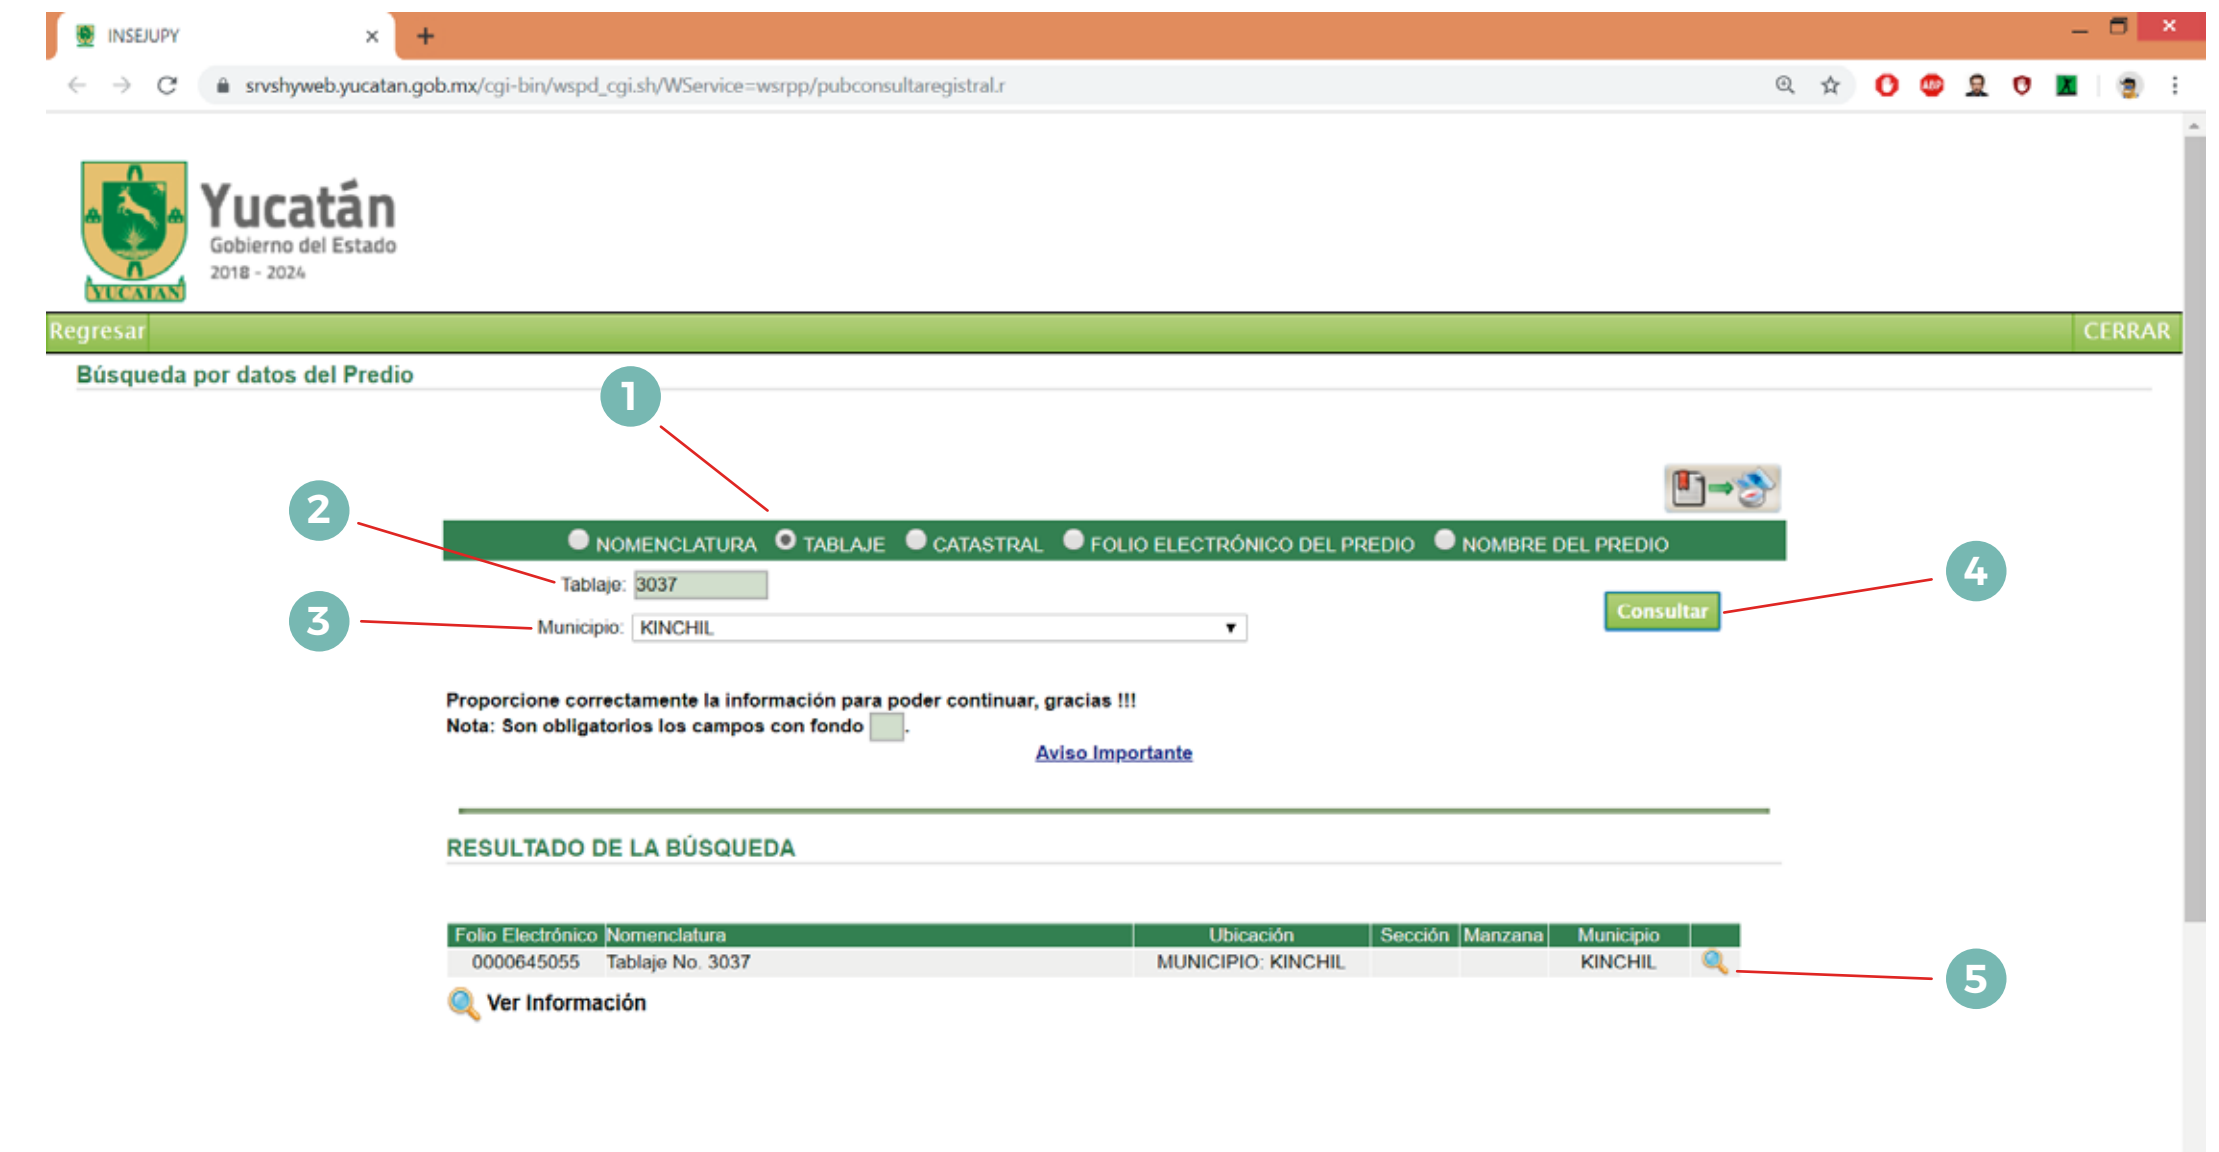 INSEJUPY
srvshyweb.yucatan.gob.mx/cgi-bin/wspd_cgi.sh/WService=wsrpp/pubconsultaregistral.r
ABP
YUCATAN
Yucatán
Gobierno del Estado
2018 - 2024
Regresar
CERRAR
Búsqueda por datos del Predio
1
2
NOMENCLATURA TABLAJE CATASTRAL FOLIO ELECTRÓNICO DEL PREDIO NOMBRE DEL PREDIO
4
Tablaje: 3037
3
Consultar
Municipio: KINCHIL
Proporcione correctamente la información para poder continuar, gracias !!!
Nota: Son obligatorios los campos con fondo .
Aviso Importante
RESULTADO DE LA BÚSQUEDA
Folio Electrónico Nomenclatura Ubicación Sección Manzana Municipio
0000645055 Tablaje No. 3037 MUNICIPIO: KINCHIL KINCHIL
5
Ver Información